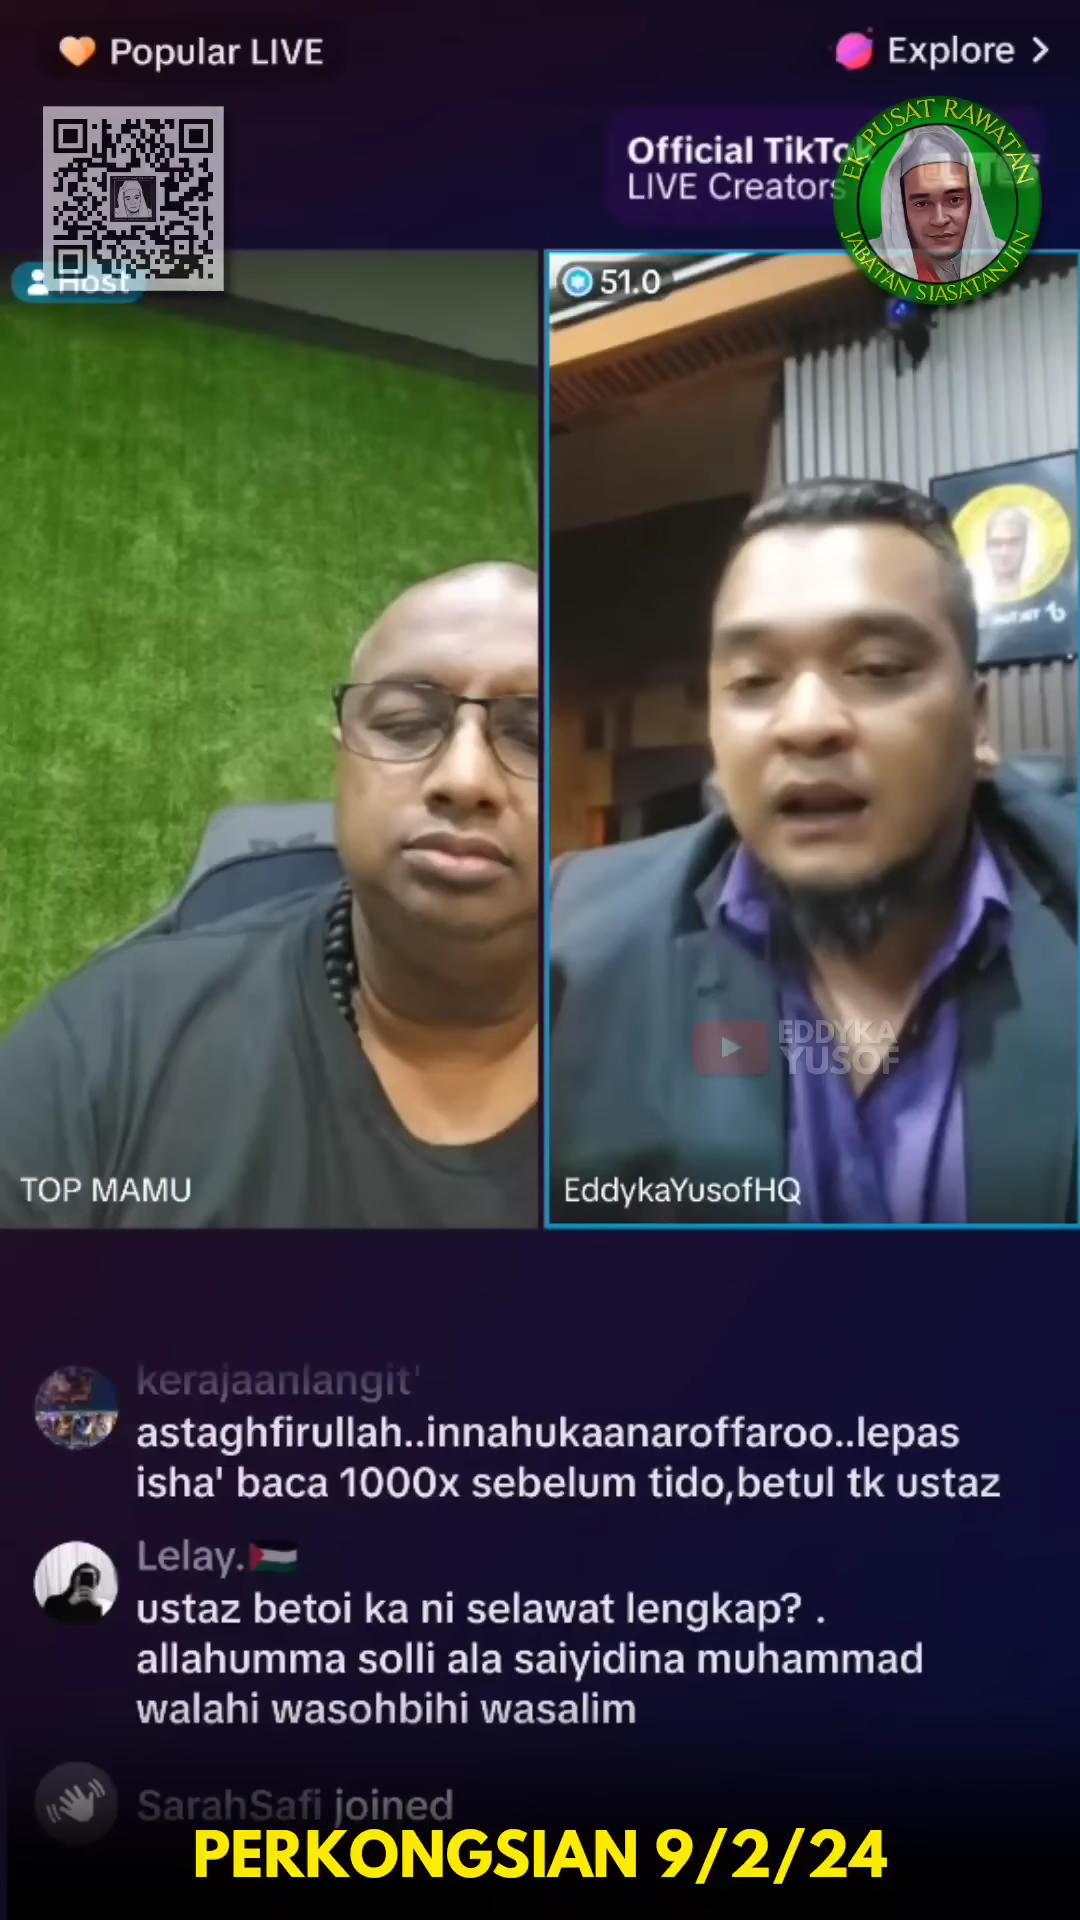 Popular LIVE
Explore >
Official TikTo
LIVE Creators
EK PUSAT RAWATAN
JABATAN SIASATAN JIN
Host
51.0
EDDYKA
YUSOF
TOP MAMU
EddykaYusofHQ
kerajaanlangit'
astaghfirullah..innahukaanaroffaroo..lepas
isha' baca 1000x sebelum tido,betul tk ustaz
Lelay.🇵🇸
ustaz betoi ka ni selawat lengkap? .
allahumma solli ala saiyidina muhammad
walahi wasohbihi wasalim
SarahSafi joined
PERKONGSIAN 9/2/24